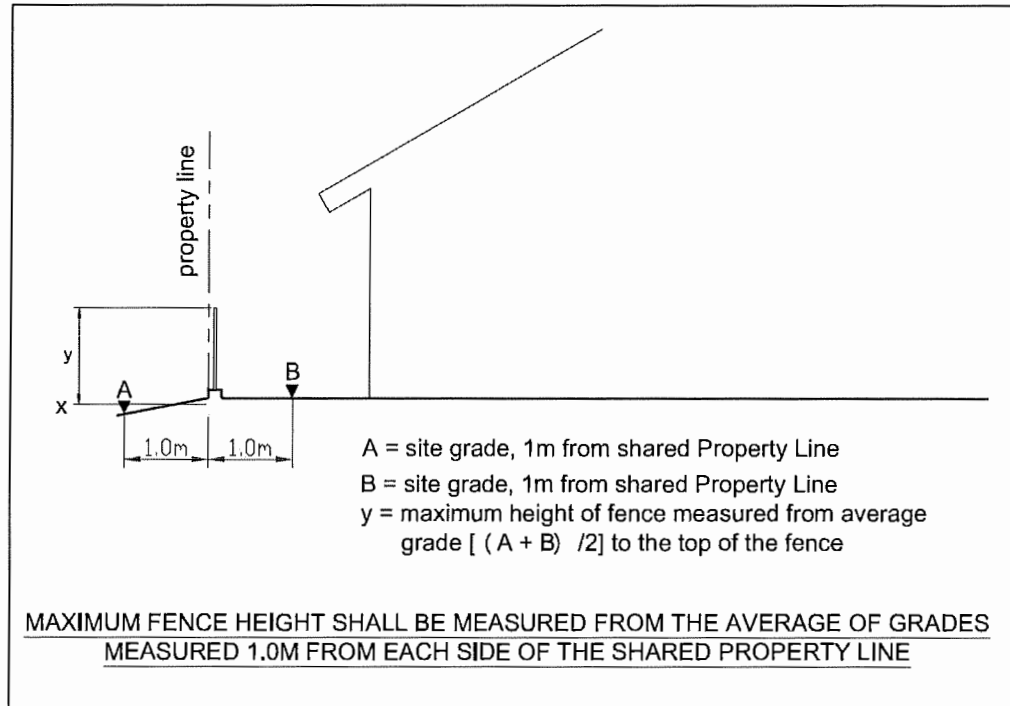 property line
y
A
B
x
1.0m
1.0m
A = site grade, 1m from shared Property Line
B = site grade, 1m from shared Property Line
y = maximum height of fence measured from average
grade [ ( A + B) /2] to the top of the fence
MAXIMUM FENCE HEIGHT SHALL BE MEASURED FROM THE AVERAGE OF GRADES
MEASURED 1.0M FROM EACH SIDE OF THE SHARED PROPERTY LINE